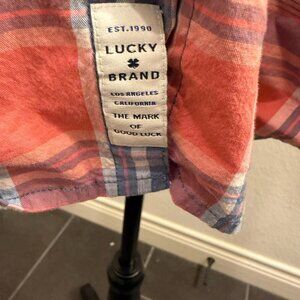 EST. 1990
LUCKY
BRAND
LOS ANGELES
CALIFORNIA
THE MARK
OF
GOOD LUCK